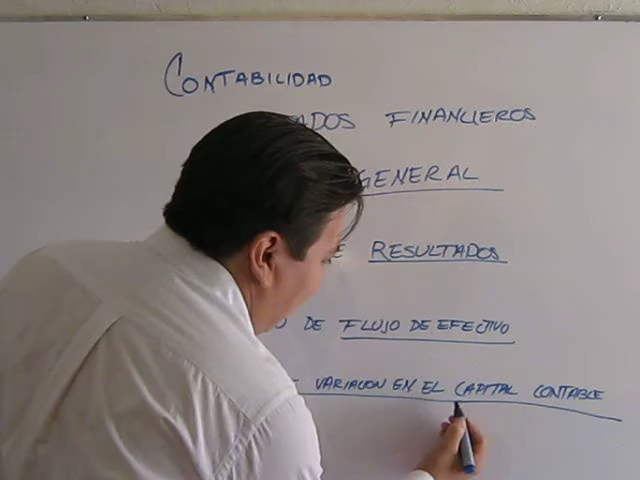 CONTABILIDAD
ADOS FINANCIEROS
GENERAL
E RESULTADOS
O DE FLUJO DE EFECTIVO
VARIACION EN EL CAPITAL CONTABLE